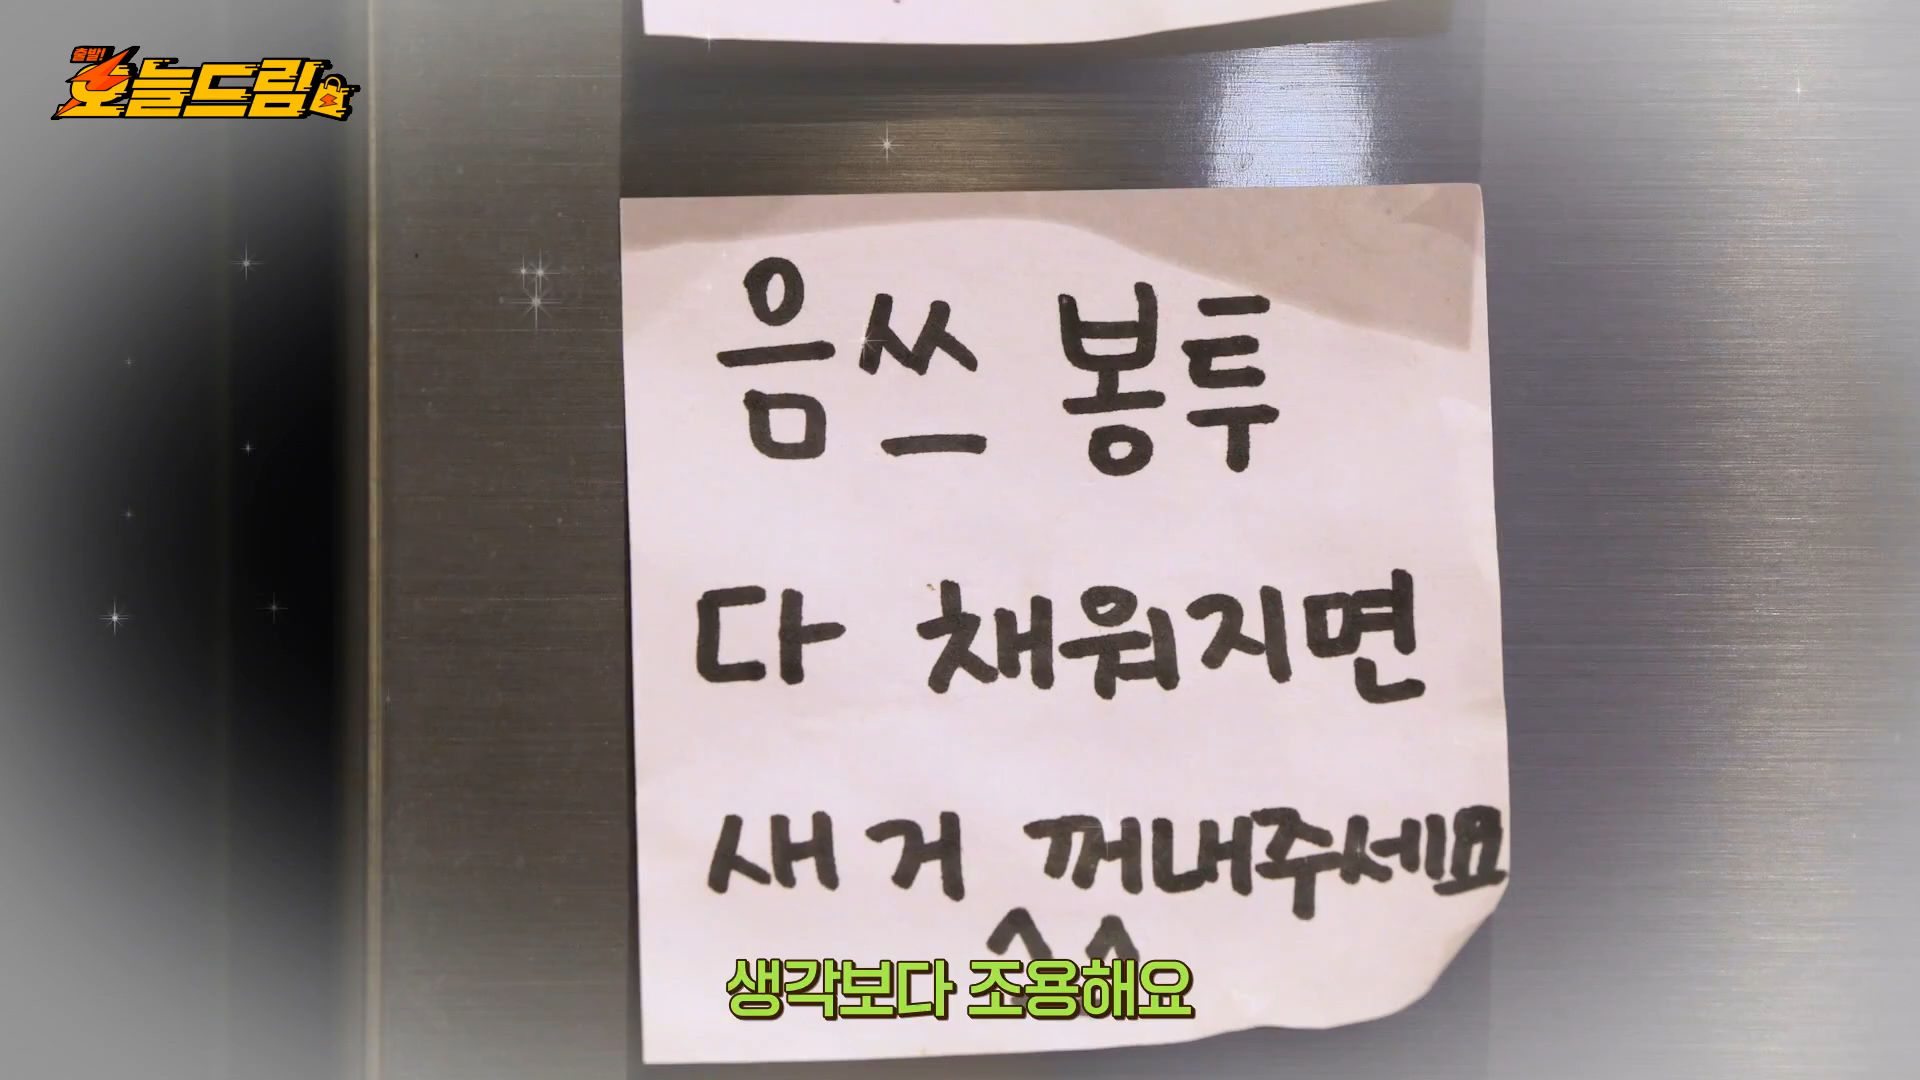 출발!
오늘드림
음쓰 봉투
다 채워지면
새 거 꺼내주세요
^^
생각보다 조용해요